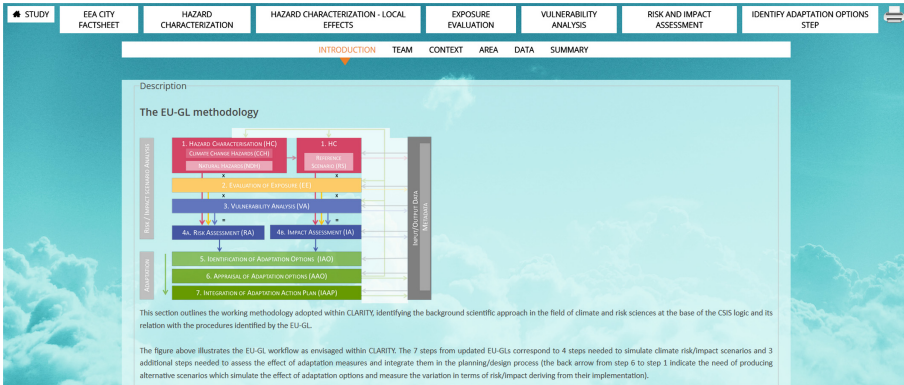 STUDY
EEA CITY
FACTSHEET
HAZARD
CHARACTERIZATION
HAZARD CHARACTERIZATION - LOCAL
EFFECTS
EXPOSURE
EVALUATION
VULNERABILITY
ANALYSIS
RISK AND IMPACT
ASSESSMENT
IDENTIFY ADAPTATION OPTIONS
STEP
INTRODUCTION TEAM CONTEXT AREA DATA SUMMARY
Description
The EU-GL methodology
RISK / IMPACT SCENARIO ANALYSIS
1. HAZARD CHARACTERISATION (HC)
CLIMATE CHANGE HAZARDS (CCH)
NATURAL HAZARDS (NDH)
1. HC
REFERENCE
SCENARIO (RS)
x x
2. EVALUATION OF EXPOSURE (EE)
x x
3. VULNERABILITY ANALYSIS (VA)
4A. RISK ASSESSMENT (RA)
4B. IMPACT ASSESSMENT (IA)
INPUT/OUTPUT DATA
METADATA
ADAPTATION
5. IDENTIFICATION OF ADAPTATION OPTIONS (IAO)
6. APPRAISAL OF ADAPTATION OPTIONS (AAO)
7. INTEGRATION OF ADAPTATION ACTION PLAN (IAAP)
This section outlines the working methodology adopted within CLARITY, identifying the background scientific approach in the field of climate and risk sciences at the base of the CSIS logic and its
relation with the procedures identified by the EU-GL.
The figure above illustrates the EU-GL workflow as envisaged within CLARITY. The 7 steps from updated EU-GLs correspond to 4 steps needed to simulate climate risk/impact scenarios and 3
additional steps needed to assess the effect of adaptation measures and integrate them in the planning/design process (the back arrow from step 6 to step 1 indicate the need of producing
alternative scenarios which simulate the effect of adaptation options and measure the variation in terms of risk/impact deriving from their implementation).